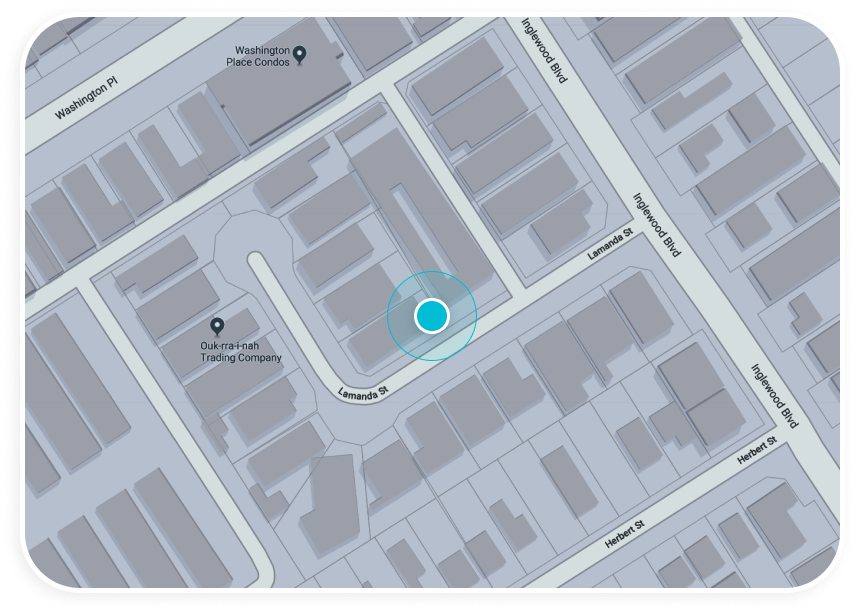 Washington
Place Condos
Inglewood Blvd
Washington Pl
Inglewood Blvd
Lamanda St
Ouk-rra-i-nah
Trading Company
Lamanda St
Inglewood Blvd
Herbert St
Herbert St